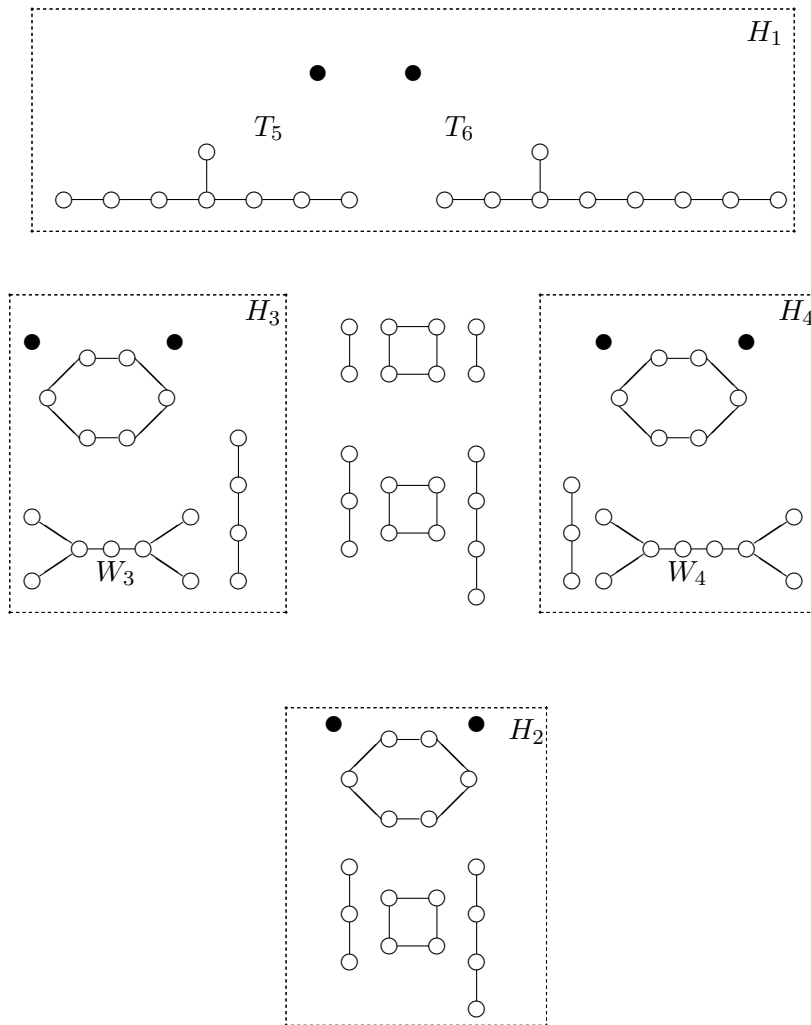 H₁
T₅ T₆
H₃ H₄
W₃ W₄
H₂